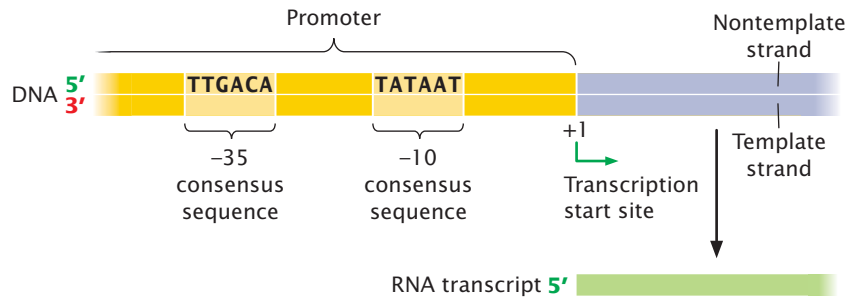 Promoter
Nontemplate
strand
DNA 5′ TTGACA TATAAT
3′
+1
Template
strand
–35
consensus
sequence
–10
consensus
sequence
Transcription
start site
RNA transcript 5′